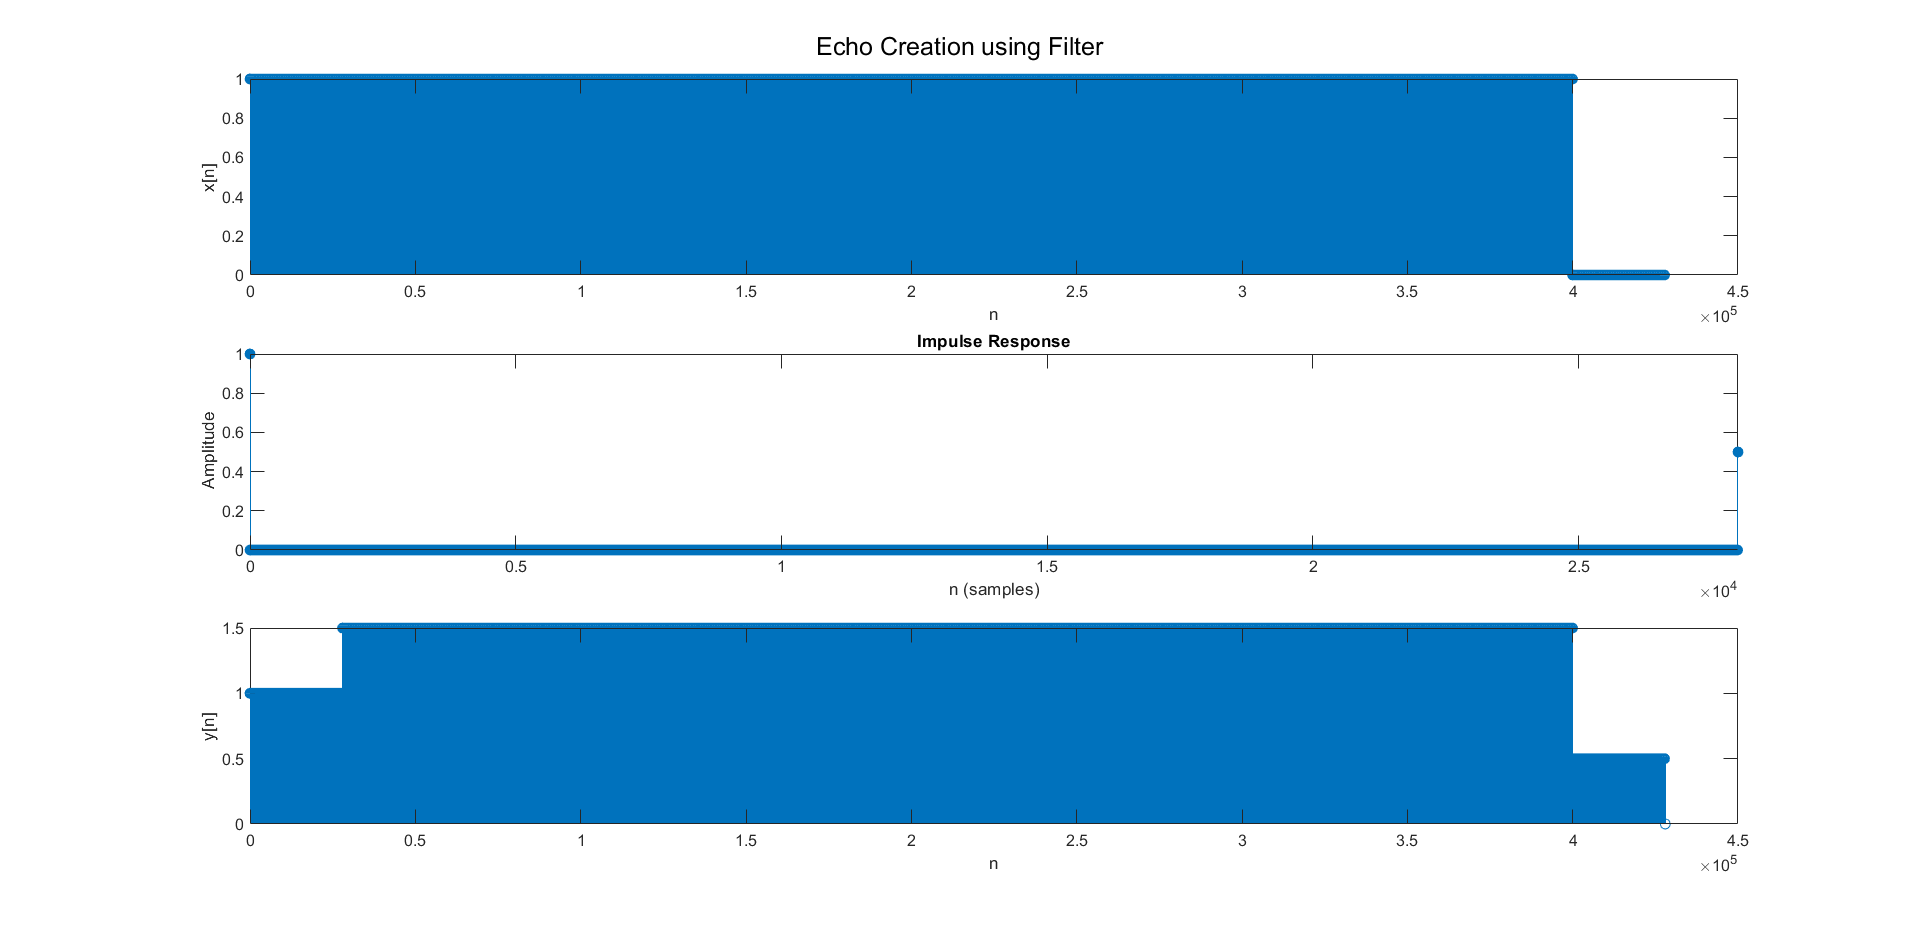 Echo Creation using Filter
1
0.8
0.6
0.4
0.2
0
x[n]
0 0.5 1 1.5 2 2.5 3 3.5 4 4.5
n
×10⁵
Impulse Response
1
0.8
0.6
0.4
0.2
0
Amplitude
0 0.5 1 1.5 2 2.5
n (samples)
×10⁴
1.5
1
0.5
0
y[n]
0 0.5 1 1.5 2 2.5 3 3.5 4 4.5
n
×10⁵